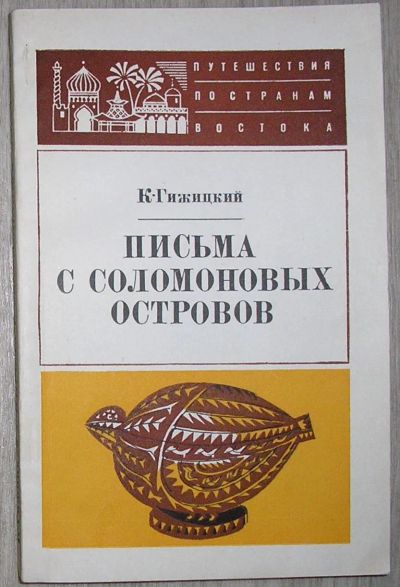 ПУТЕШЕСТВИЯ
ПО СТРАНАМ
ВОСТОКА
К·Гижицкий
ПИСЬМА
С СОЛОМОНОВЫХ
ОСТРОВОВ